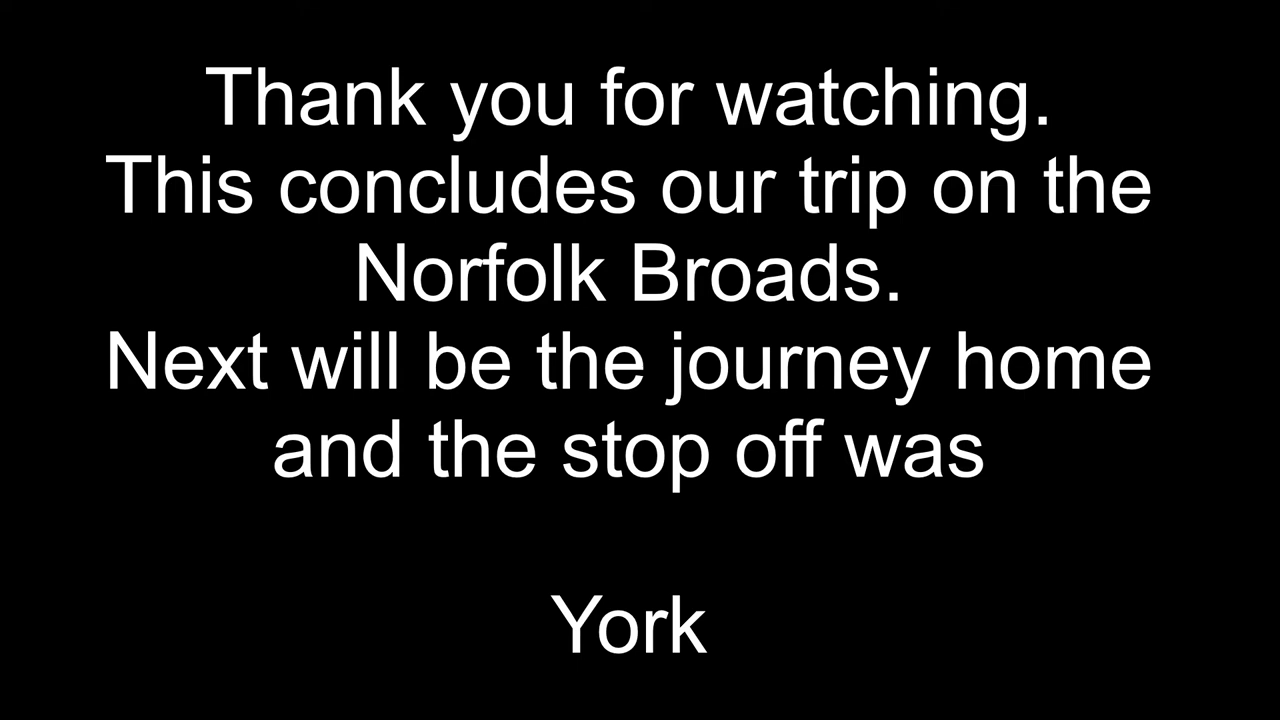 Thank you for watching.
This concludes our trip on the
Norfolk Broads.
Next will be the journey home
and the stop off was
York